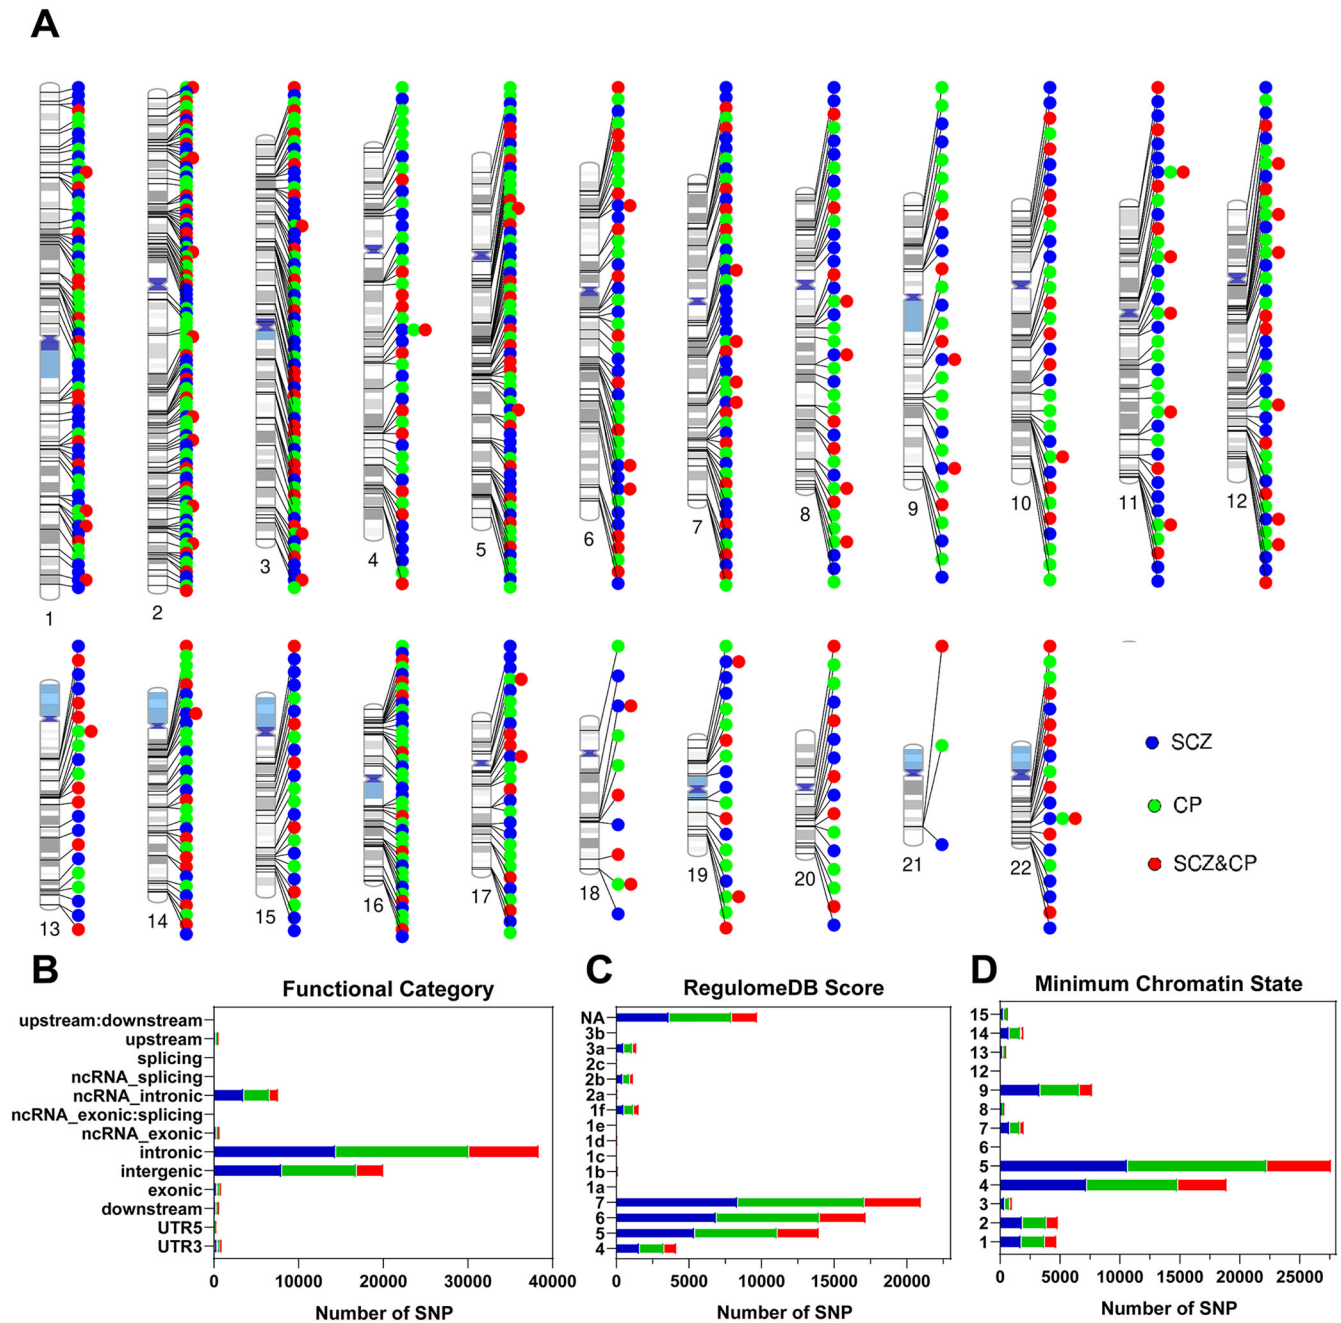 A
1
2
3
4
5
6
7
8
9
10
11
12
13
14
15
16
17
18
19
20
21
22
SCZ
CP
SCZ&CP
B
Functional Category
upstream:downstream
upstream
splicing
ncRNA_splicing
ncRNA_intronic
ncRNA_exonic:splicing
ncRNA_exonic
intronic
intergenic
exonic
downstream
UTR5
UTR3
0 10000 20000 30000 40000
Number of SNP
C
RegulomeDB Score
NA
3b
3a
2c
2b
2a
1f
1e
1d
1c
1b
1a
7
6
5
4
0 5000 10000 15000 20000
Number of SNP
D
Minimum Chromatin State
15
14
13
12
9
8
7
6
5
4
3
2
1
0 5000 10000 15000 20000 25000
Number of SNP